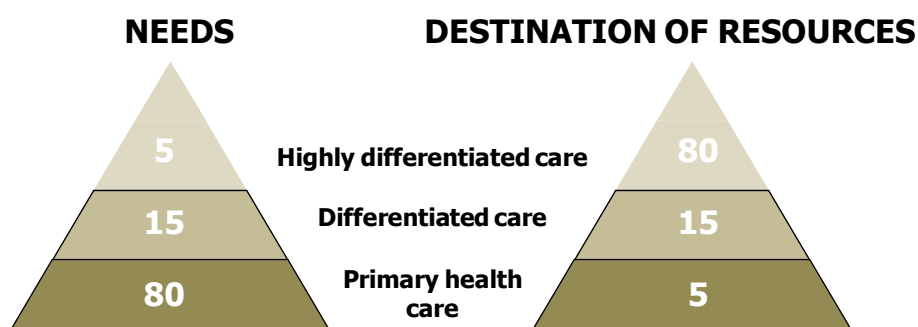 NEEDS
DESTINATION OF RESOURCES
5
Highly differentiated care
80
15
Differentiated care
15
80
Primary health
care
5